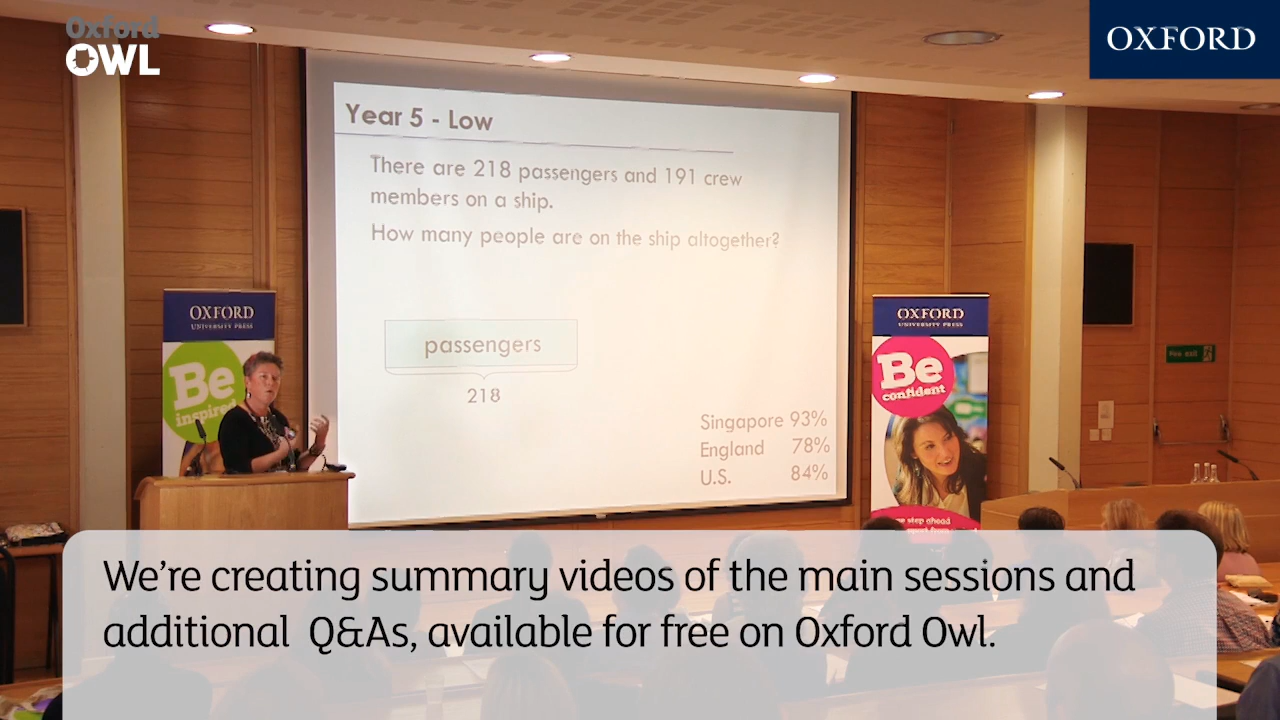 Oxford
OWL
OXFORD
Year 5 - Low
There are 218 passengers and 191 crew
members on a ship.
How many people are on the ship altogether?
passengers
218
Singapore 93%
England 78%
U.S. 84%
OXFORD
UNIVERSITY PRESS
Be
inspired
OXFORD
UNIVERSITY PRESS
Be
confident
step ahead
We're creating summary videos of the main sessions and
additional Q&As, available for free on Oxford Owl.